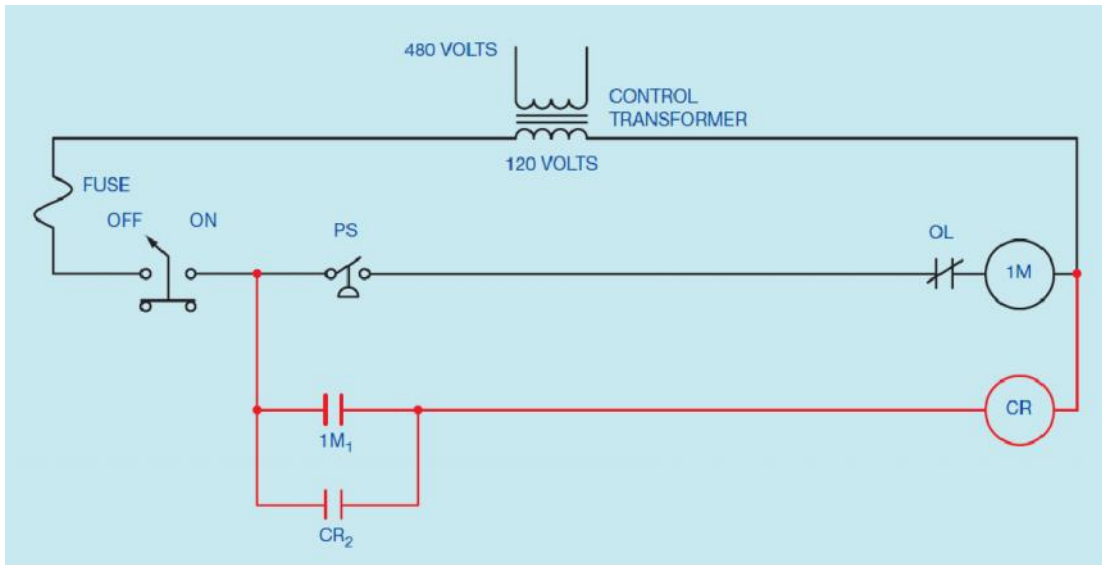 480 VOLTS
CONTROL
TRANSFORMER
120 VOLTS
FUSE
OFF ON
PS
OL
1M
1M₁
CR
CR₂